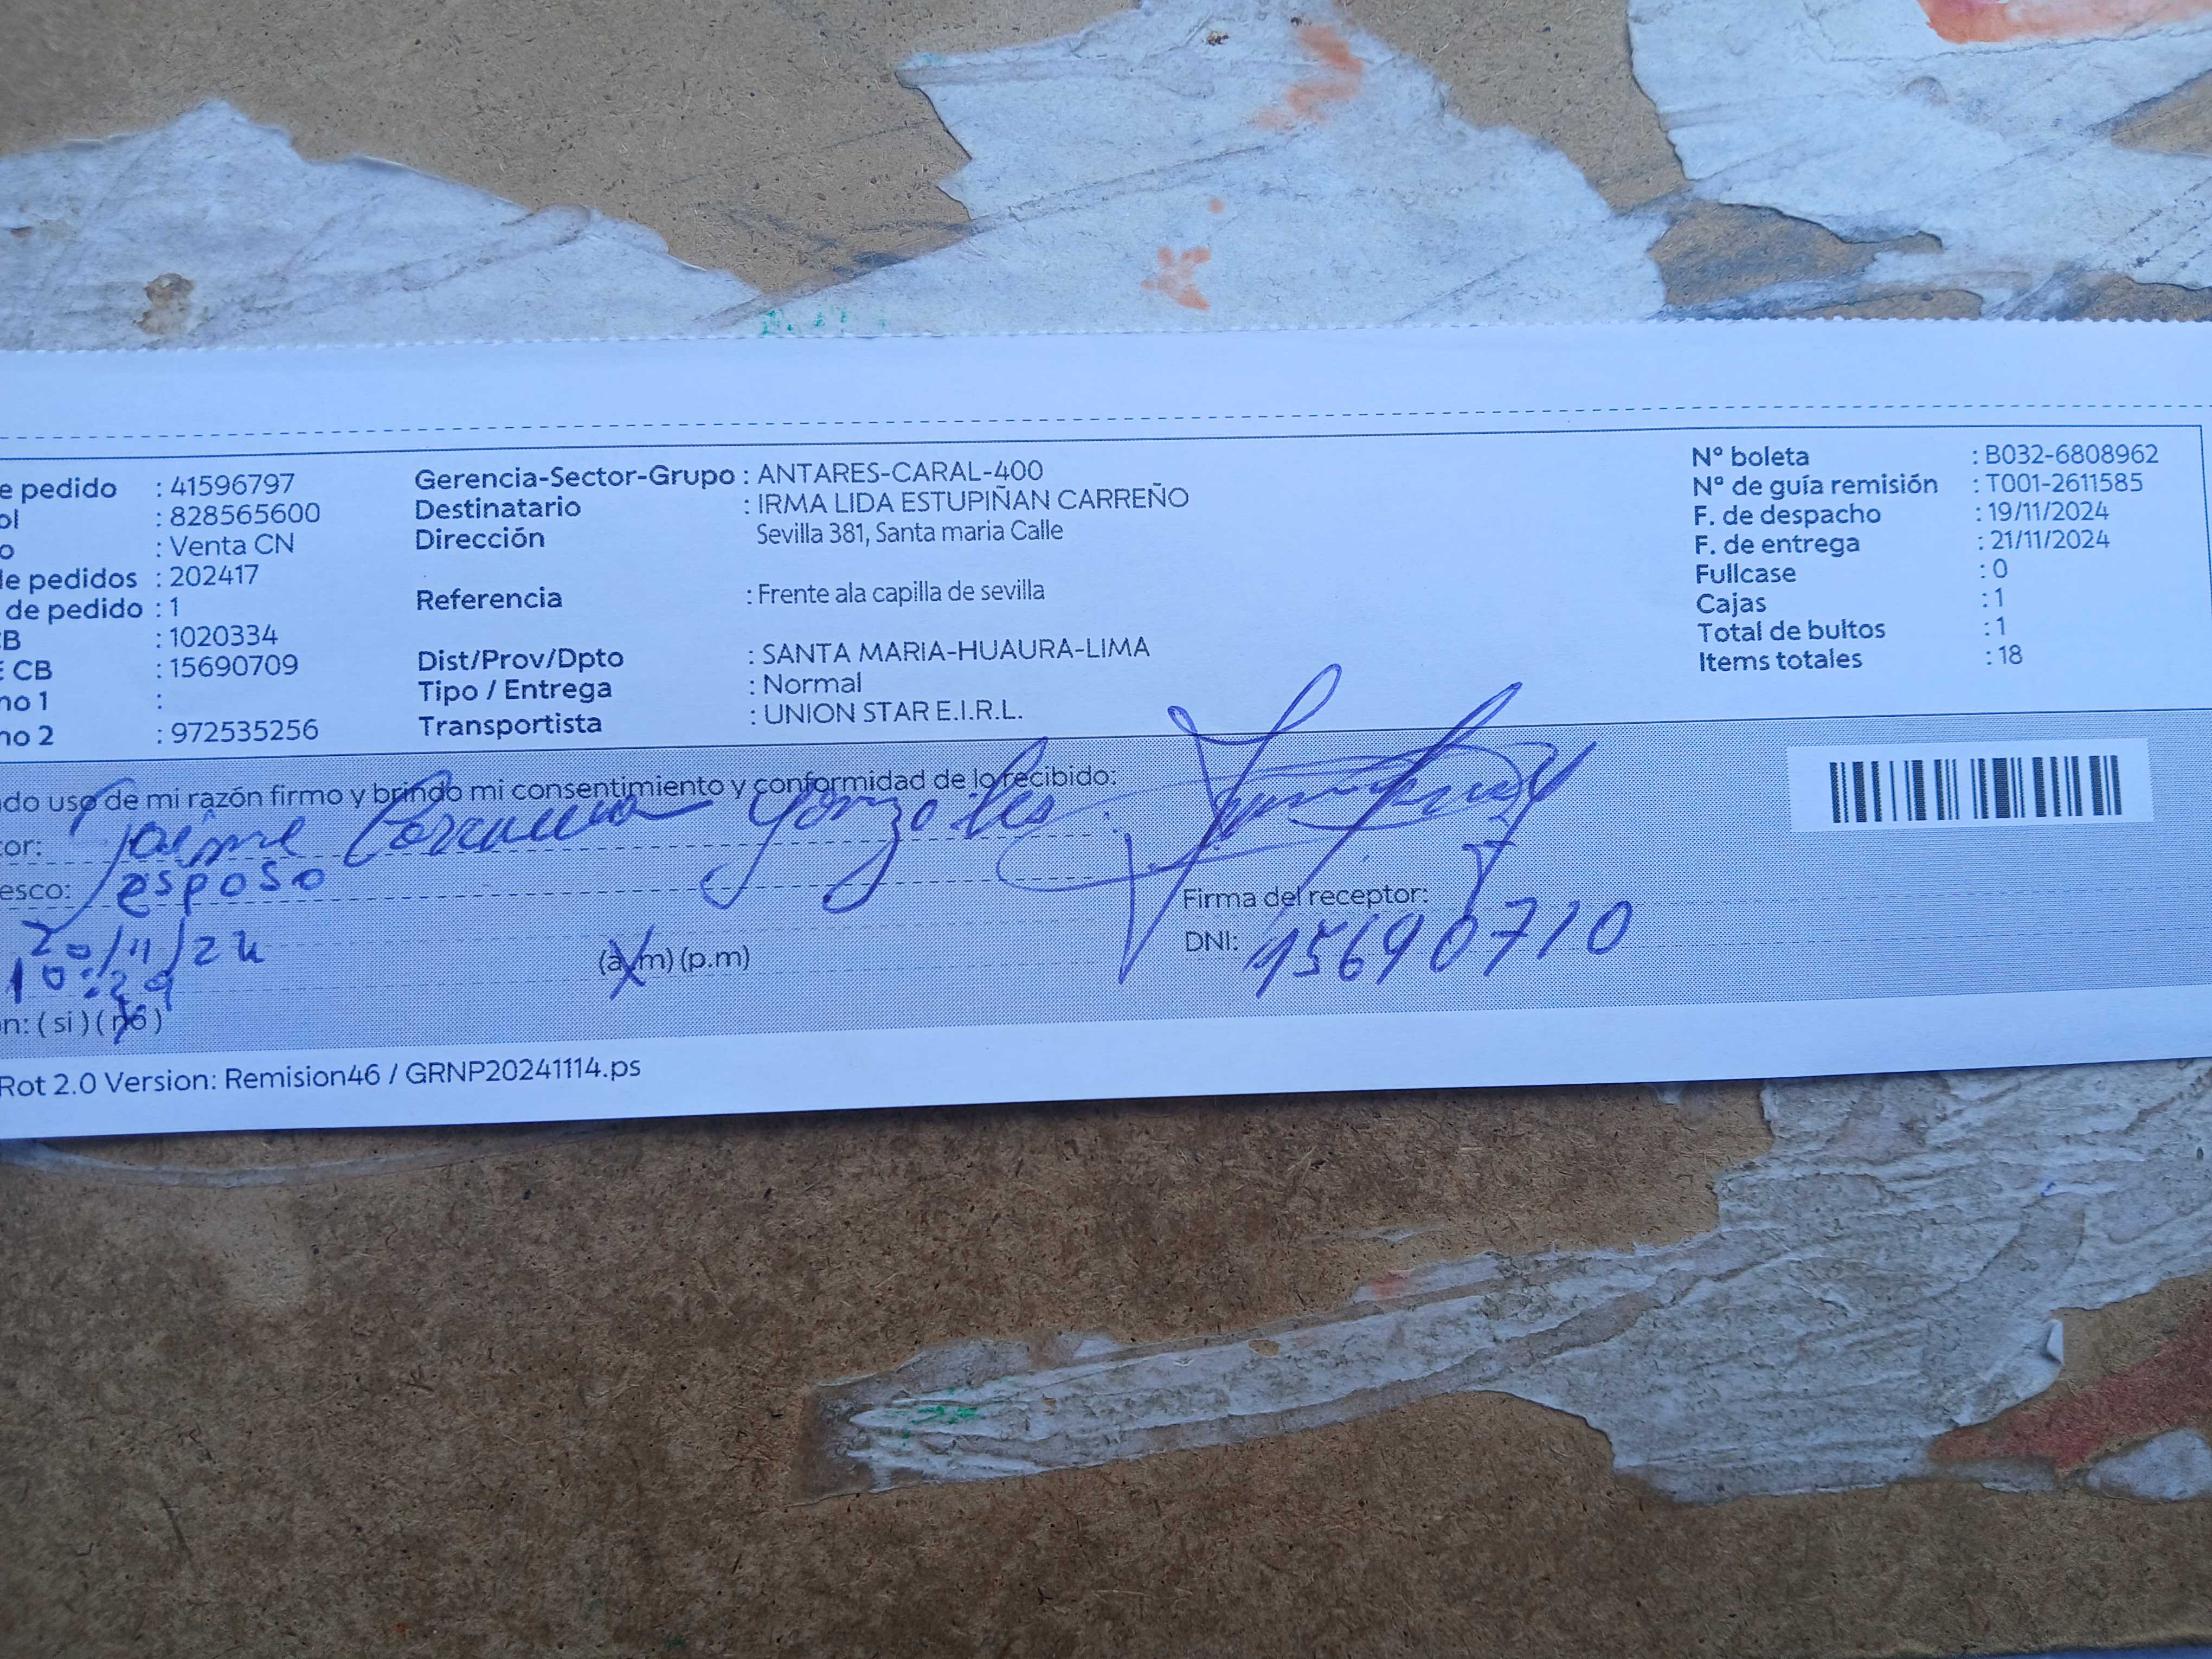 e pedido : 41596797
ol : 828565600
o : Venta CN
de pedidos : 202417
de pedido : 1
CB : 1020334
E CB : 15690709
no 1 :
no 2 : 972535256
Gerencia-Sector-Grupo : ANTARES-CARAL-400
Destinatario : IRMA LIDA ESTUPIÑAN CARREÑO
Dirección Sevilla 381, Santa maria Calle
Referencia : Frente ala capilla de sevilla
Dist/Prov/Dpto : SANTA MARIA-HUAURA-LIMA
Tipo / Entrega : Normal
Transportista : UNION STAR E.I.R.L.
N° boleta : B032-6808962
N° de guía remisión : T001-2611585
F. de despacho : 19/11/2024
F. de entrega : 21/11/2024
Fullcase : 0
Cajas : 1
Total de bultos : 1
Items totales : 18
do uso de mi razón firmo y brindo mi consentimiento y conformidad de lo recibido:
tor: Jaime Gonzoles
esco: esposo
20/11/24
10:29 (a.m) (p.m)
n: ( si ) ( no )
Firma del receptor:
DNI: 15690710
Rot 2.0 Version: Remision46 / GRNP20241114.ps